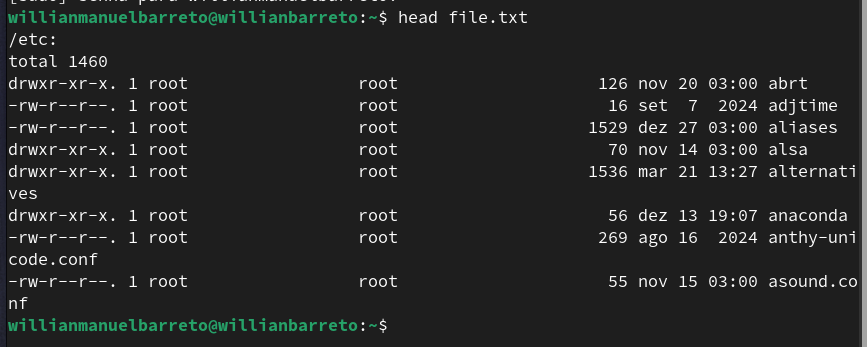 willianmanuelbarreto@willianbarreto:~$ head file.txt
/etc:
total 1460
drwxr-xr-x. 1 root                 root                    126 nov 20 03:00 abrt
-rw-r--r--. 1 root                 root                     16 set  7  2024 adjtime
-rw-r--r--. 1 root                 root                   1529 dez 27 03:00 aliases
drwxr-xr-x. 1 root                 root                     70 nov 14 03:00 alsa
drwxr-xr-x. 1 root                 root                   1536 mar 21 13:27 alternati
ves
drwxr-xr-x. 1 root                 root                     56 dez 13 19:07 anaconda
-rw-r--r--. 1 root                 root                    269 ago 16  2024 anthy-uni
code.conf
-rw-r--r--. 1 root                 root                     55 nov 15 03:00 asound.co
nf
willianmanuelbarreto@willianbarreto:~$